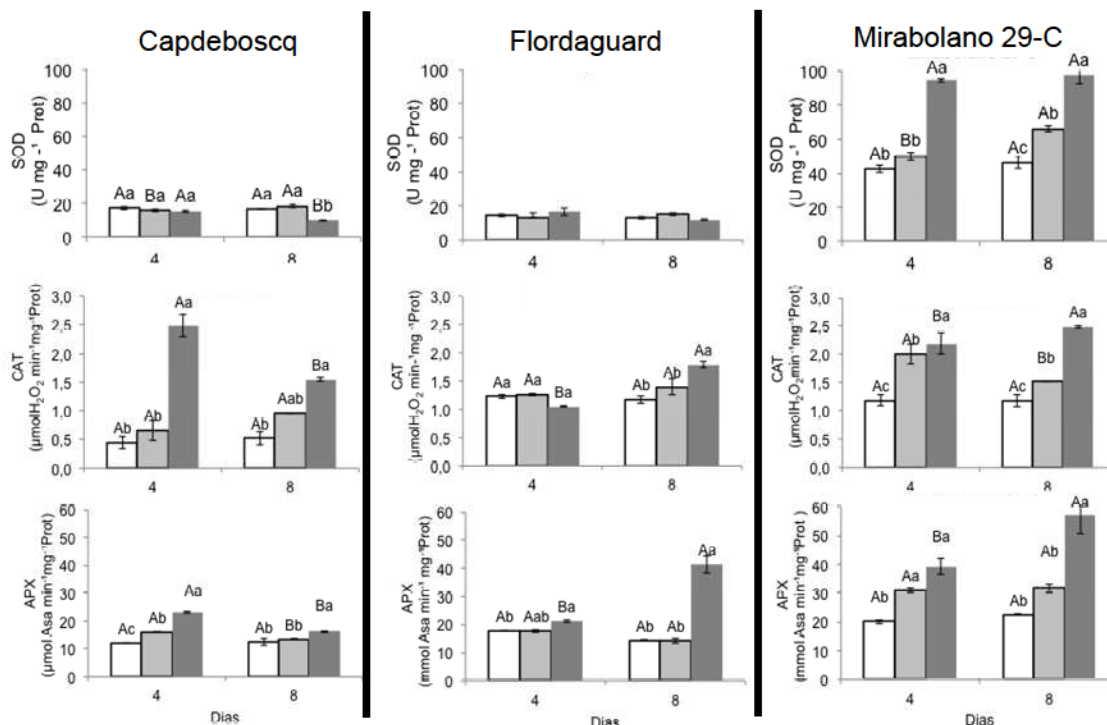 Capdeboscq
SOD
(U mg -¹ Prot)
100
80
60
40
20
0
Aa Ba Aa
Aa Aa Bb
4 8
CAT
(µmolH₂O₂ min⁻¹mg⁻¹Prot)
3,0
2,5
2,0
1,5
1,0
0,5
0,0
Ab Ab Aa
Ab Aab Ba
4 8
APX
(µmol Asa min⁻¹mg⁻¹Prot)
60
50
40
30
20
10
0
Ac Ab Aa
Ab Bb Ba
4 8
Dias
Flordaguard
SOD
(U mg -¹ Prot)
100
80
60
40
20
0
4 8
CAT
(µmolH₂O₂ min-¹mg ⁻¹Prot)
3,0
2,5
2,0
1,5
1,0
0,5
0,0
Aa Aa Ba
Ab Ab Aa
4 8
APX
(mmol Asa min⁻¹ mg⁻¹Prot)
60
50
40
30
20
10
0
Ab Aab Ba
Ab Ab Aa
4 8
Dias
Mirabolano 29-C
SOD
( U mg -¹ Prot)
100
80
60
40
20
0
Ab Bb Aa
Ac Ab Aa
4 8
CAT
(µmolH₂O₂min⁻¹mg⁻¹Prot)
3,0
2,5
2,0
1,5
1,0
0,5
0,0
Ac Ab Ba
Ac Bb Aa
4 8
APX
(mmol Asa min⁻¹mg⁻¹Prot )
60
50
40
30
20
10
0
Ab Aa Ba
Ab Ab Aa
4 8
Dias